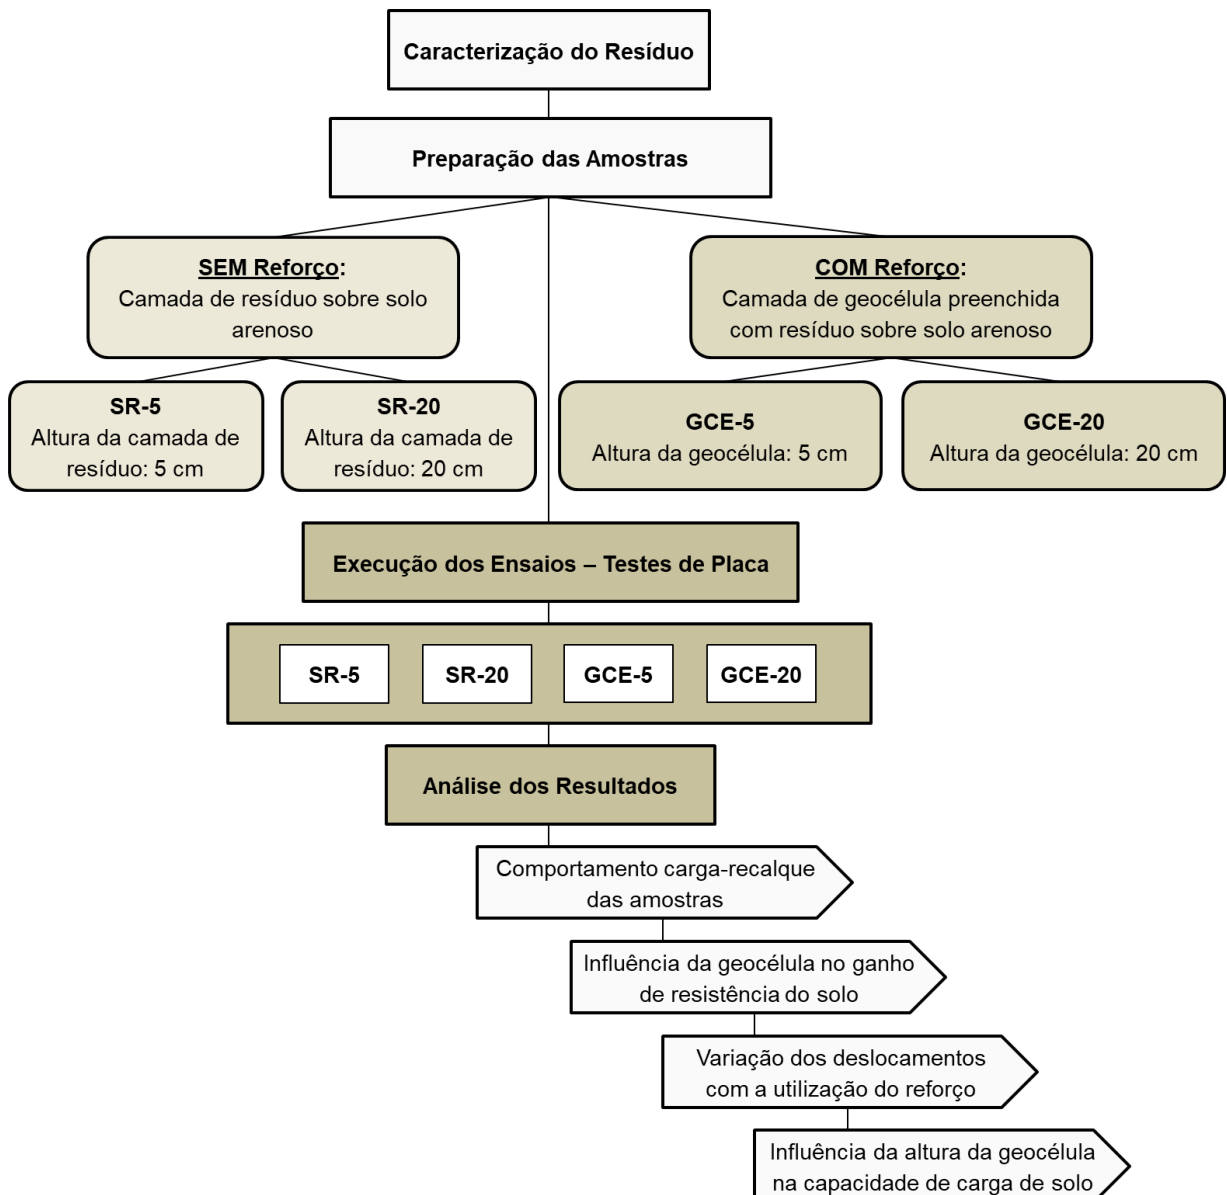 Caracterização do Resíduo
Preparação das Amostras
SEM Reforço:
Camada de resíduo sobre solo
arenoso
COM Reforço:
Camada de geocélula preenchida
com resíduo sobre solo arenoso
SR-5
Altura da camada de
resíduo: 5 cm
SR-20
Altura da camada de
resíduo: 20 cm
GCE-5
Altura da geocélula: 5 cm
GCE-20
Altura da geocélula: 20 cm
Execução dos Ensaios – Testes de Placa
SR-5
SR-20
GCE-5
GCE-20
Análise dos Resultados
Comportamento carga-recalque
das amostras
Influência da geocélula no ganho
de resistência do solo
Variação dos deslocamentos
com a utilização do reforço
Influência da altura da geocélula
na capacidade de carga de solo